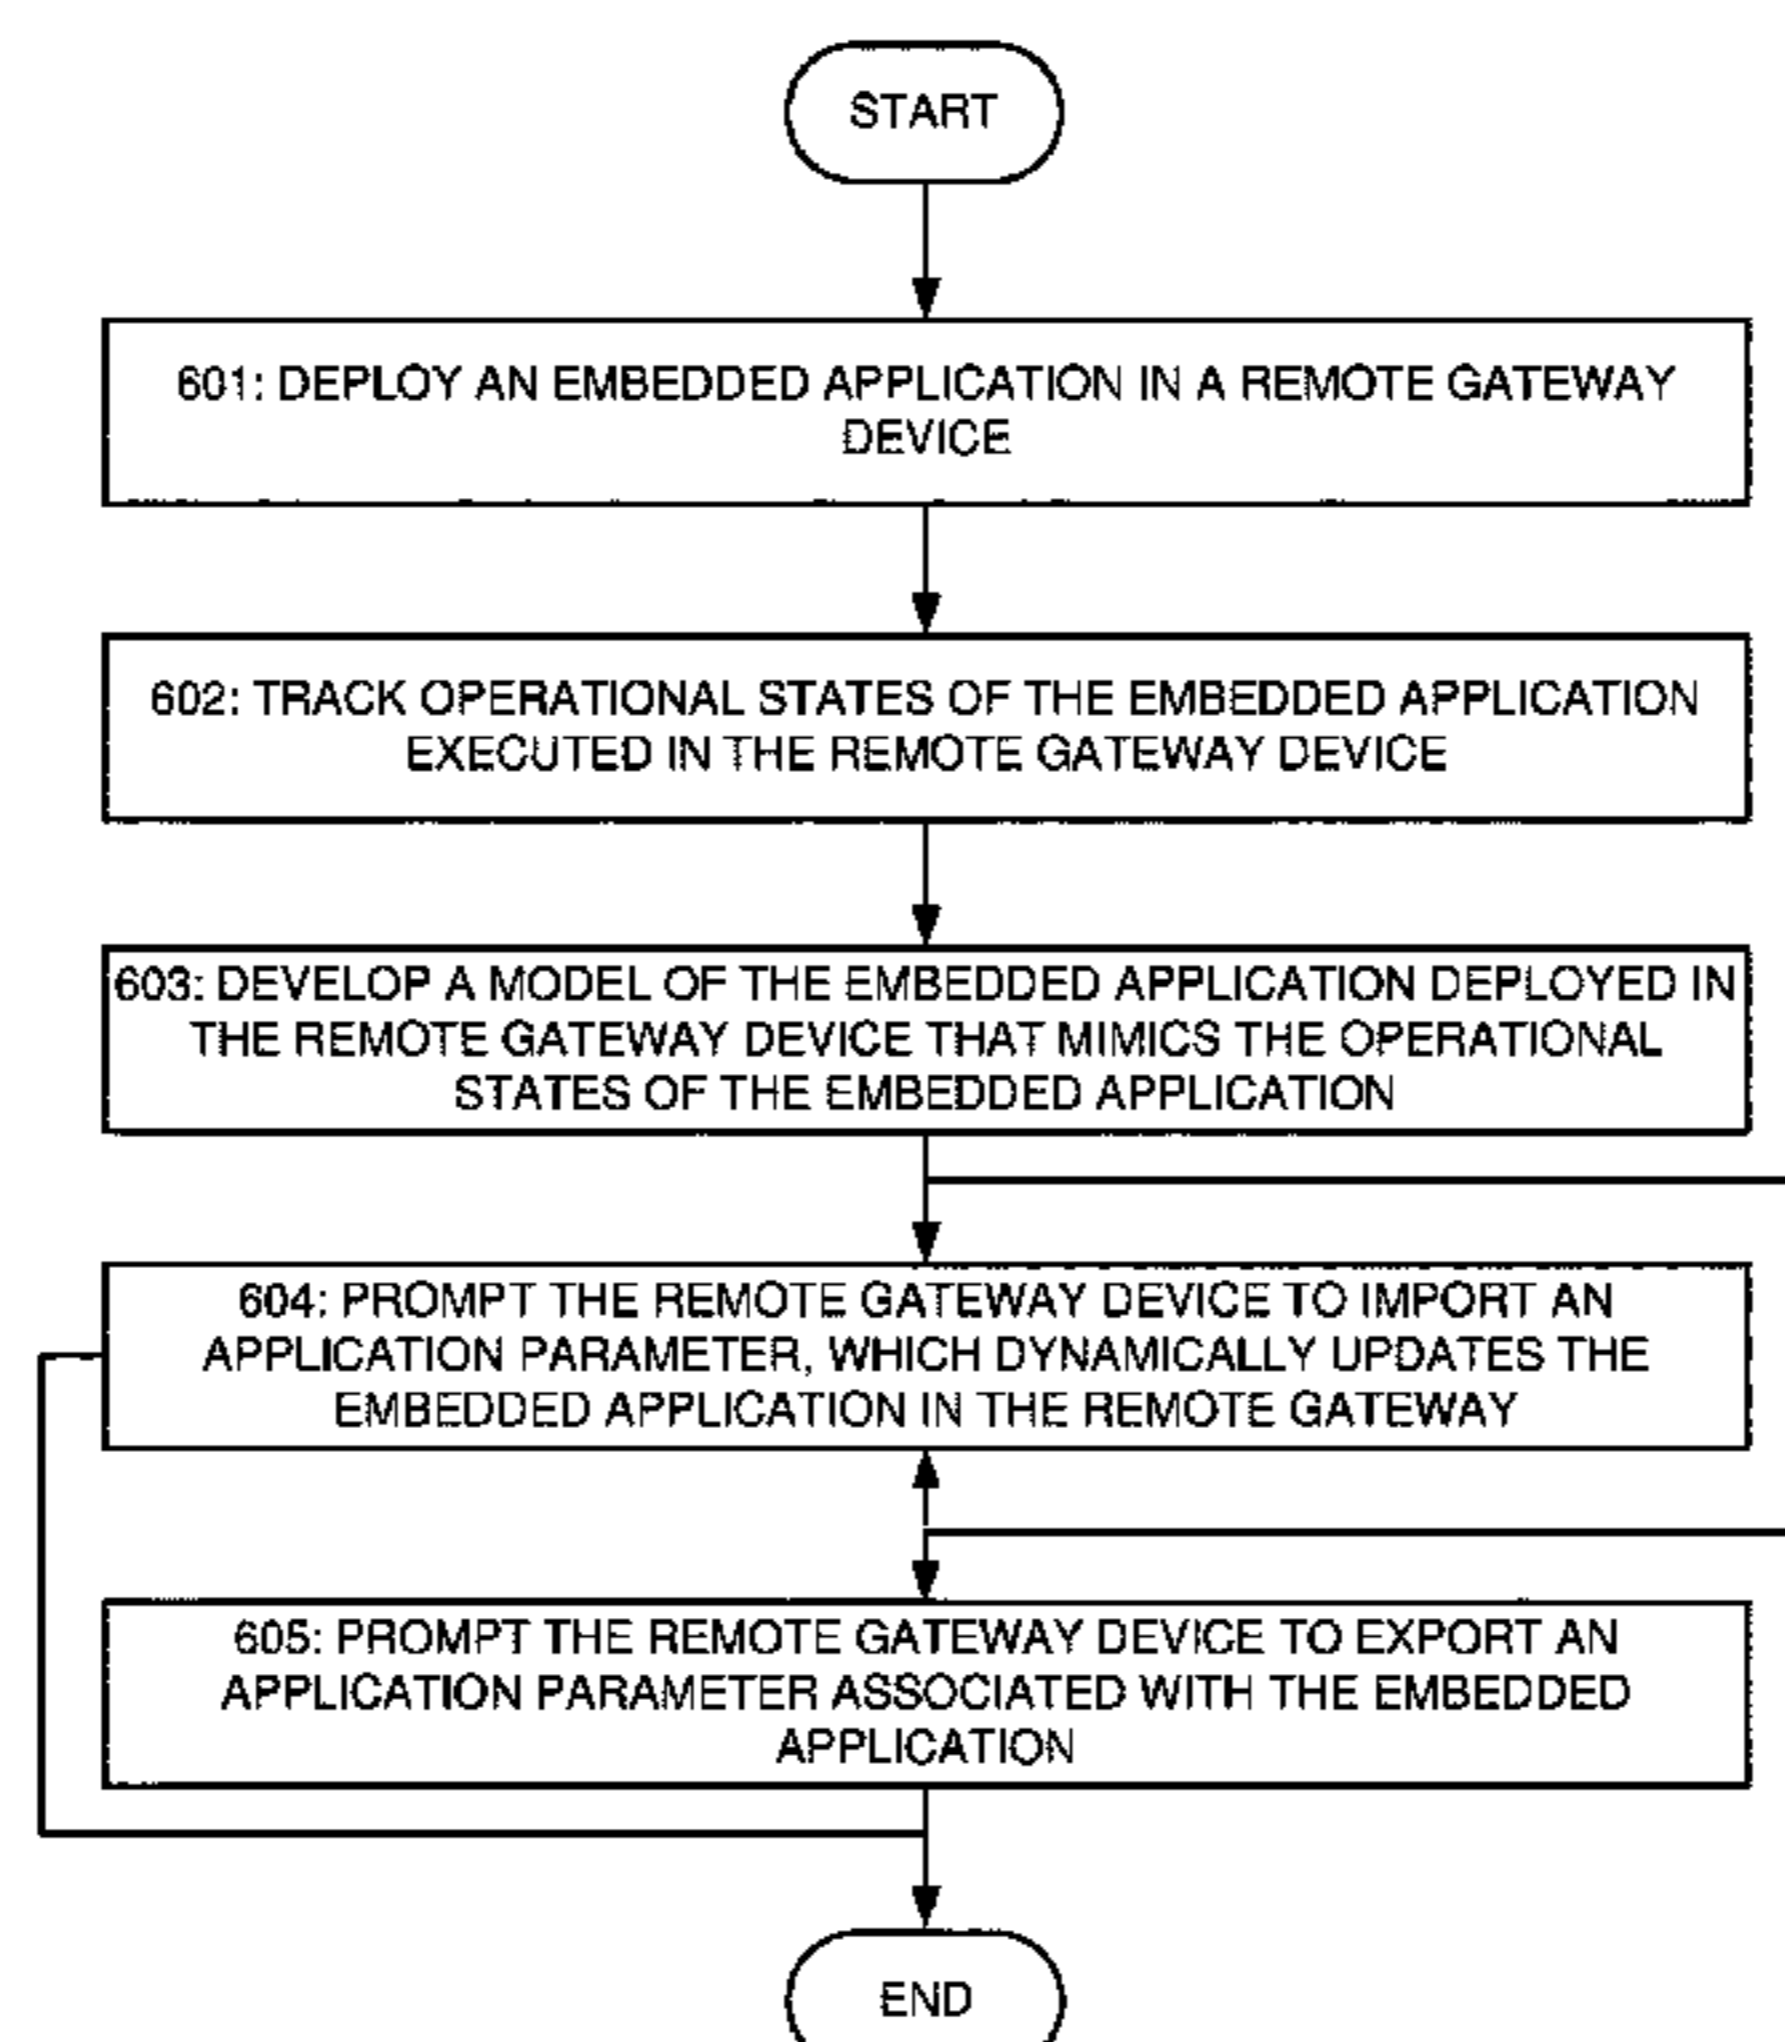 START
601: DEPLOY AN EMBEDDED APPLICATION IN A REMOTE GATEWAY
DEVICE
602: TRACK OPERATIONAL STATES OF THE EMBEDDED APPLICATION
EXECUTED IN THE REMOTE GATEWAY DEVICE
603: DEVELOP A MODEL OF THE EMBEDDED APPLICATION DEPLOYED IN
THE REMOTE GATEWAY DEVICE THAT MIMICS THE OPERATIONAL
STATES OF THE EMBEDDED APPLICATION
604: PROMPT THE REMOTE GATEWAY DEVICE TO IMPORT AN
APPLICATION PARAMETER, WHICH DYNAMICALLY UPDATES THE
EMBEDDED APPLICATION IN THE REMOTE GATEWAY
605: PROMPT THE REMOTE GATEWAY DEVICE TO EXPORT AN
APPLICATION PARAMETER ASSOCIATED WITH THE EMBEDDED
APPLICATION
END